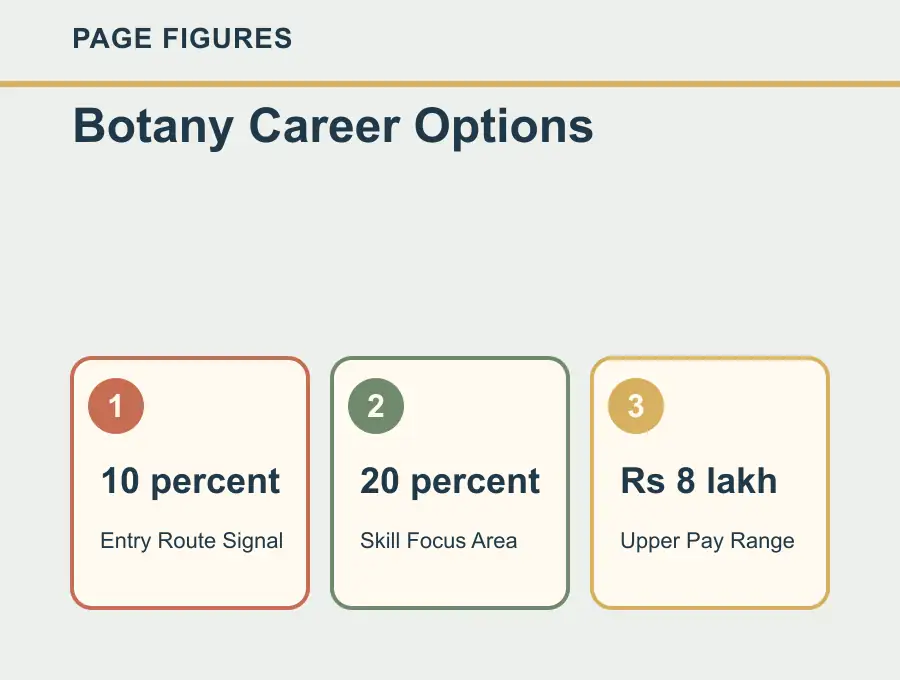 PAGE FIGURES
Botany Career Options
1
10 percent
Entry Route Signal
2
20 percent
Skill Focus Area
3
Rs 8 lakh
Upper Pay Range